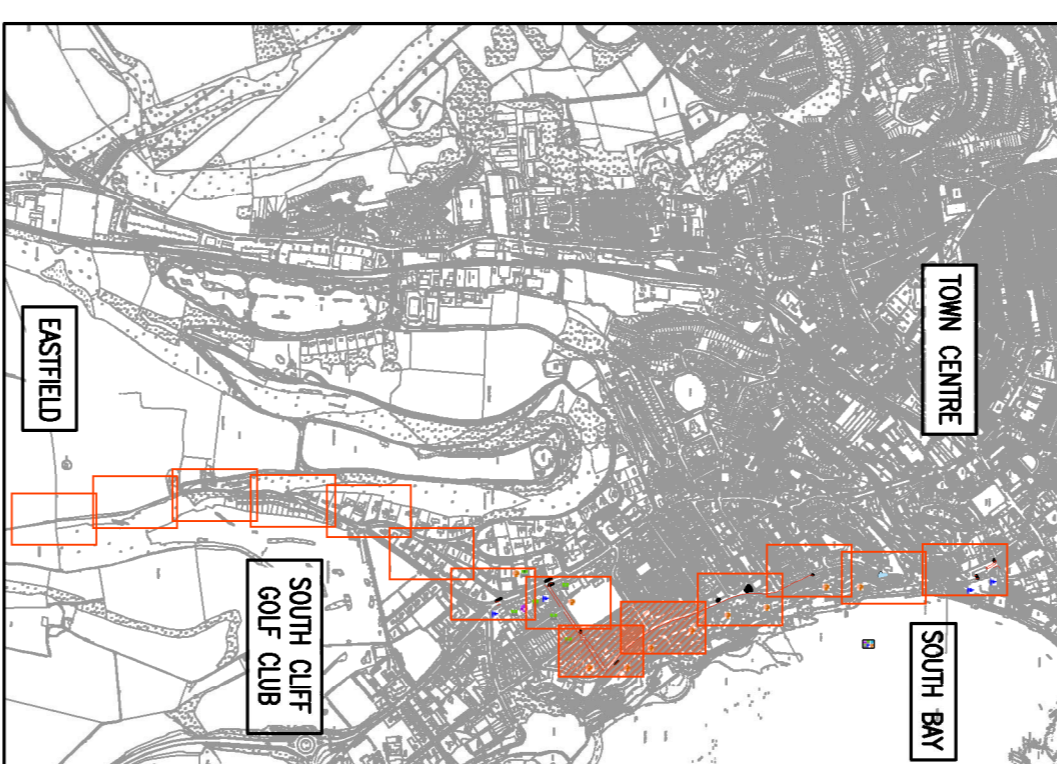 TOWN CENTRE
SOUTH BAY
SOUTH CLIFF
GOLF CLUB
EASTFIELD